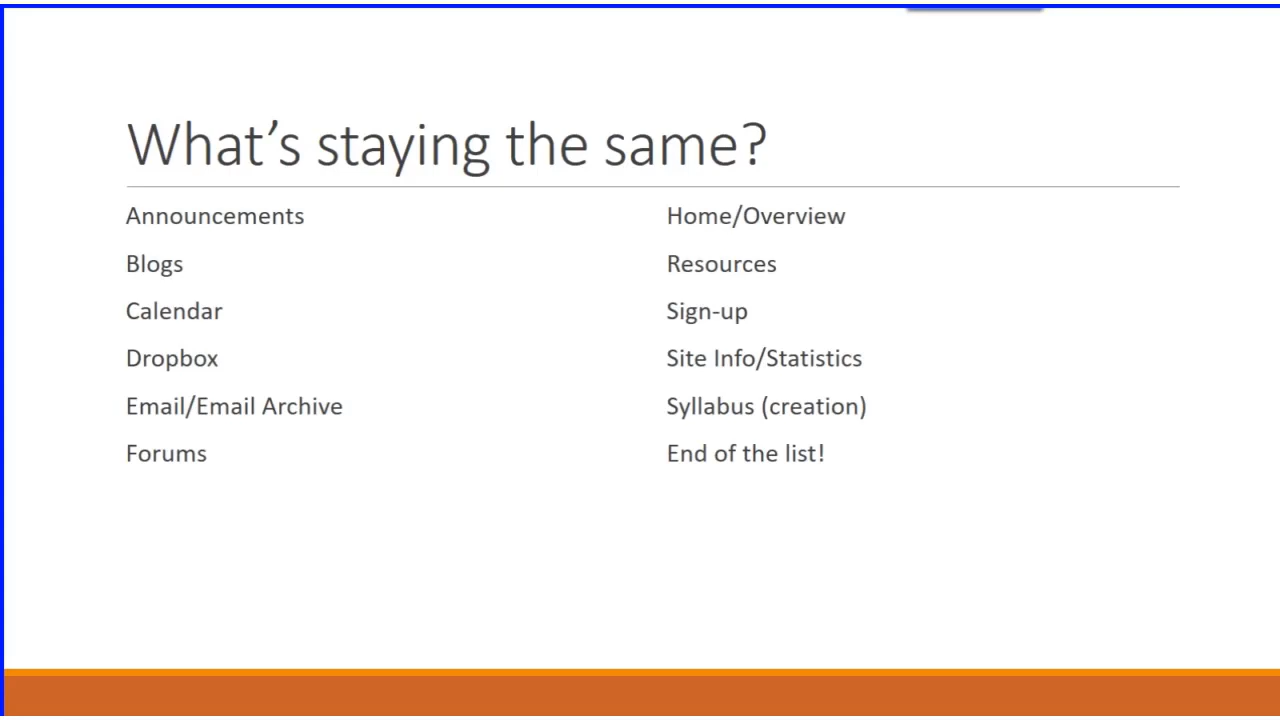 What’s staying the same?
Announcements
Blogs
Calendar
Dropbox
Email/Email Archive
Forums
Home/Overview
Resources
Sign-up
Site Info/Statistics
Syllabus (creation)
End of the list!